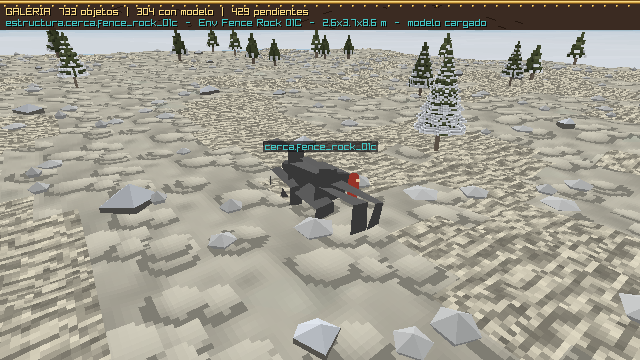 GALERIA 733 objetos | 304 con modelo | 429 pendientes
estructura.cerca.fence_rock_01c - Env Fence Rock 01C - 2.6x3.7x8.6 m - modelo cargado
cerca.fence_rock_01c